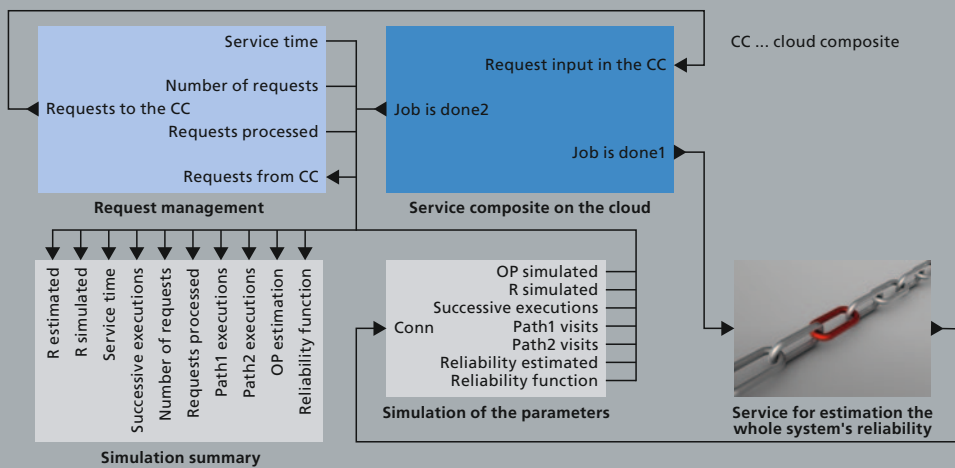 Service time
Number of requests
Requests to the CC
Requests processed
Requests from CC
Request management
Request input in the CC
Job is done2
Job is done1
Service composite on the cloud
CC ... cloud composite
R estimated
R simulated
Service time
Successive executions
Number of requests
Requests processed
Path1 executions
Path2 executions
OP estimation
Reliability function
Simulation summary
OP simulated
R simulated
Successive executions
Conn
Path1 visits
Path2 visits
Reliability estimated
Reliability function
Simulation of the parameters
Service for estimation the
whole system's reliability